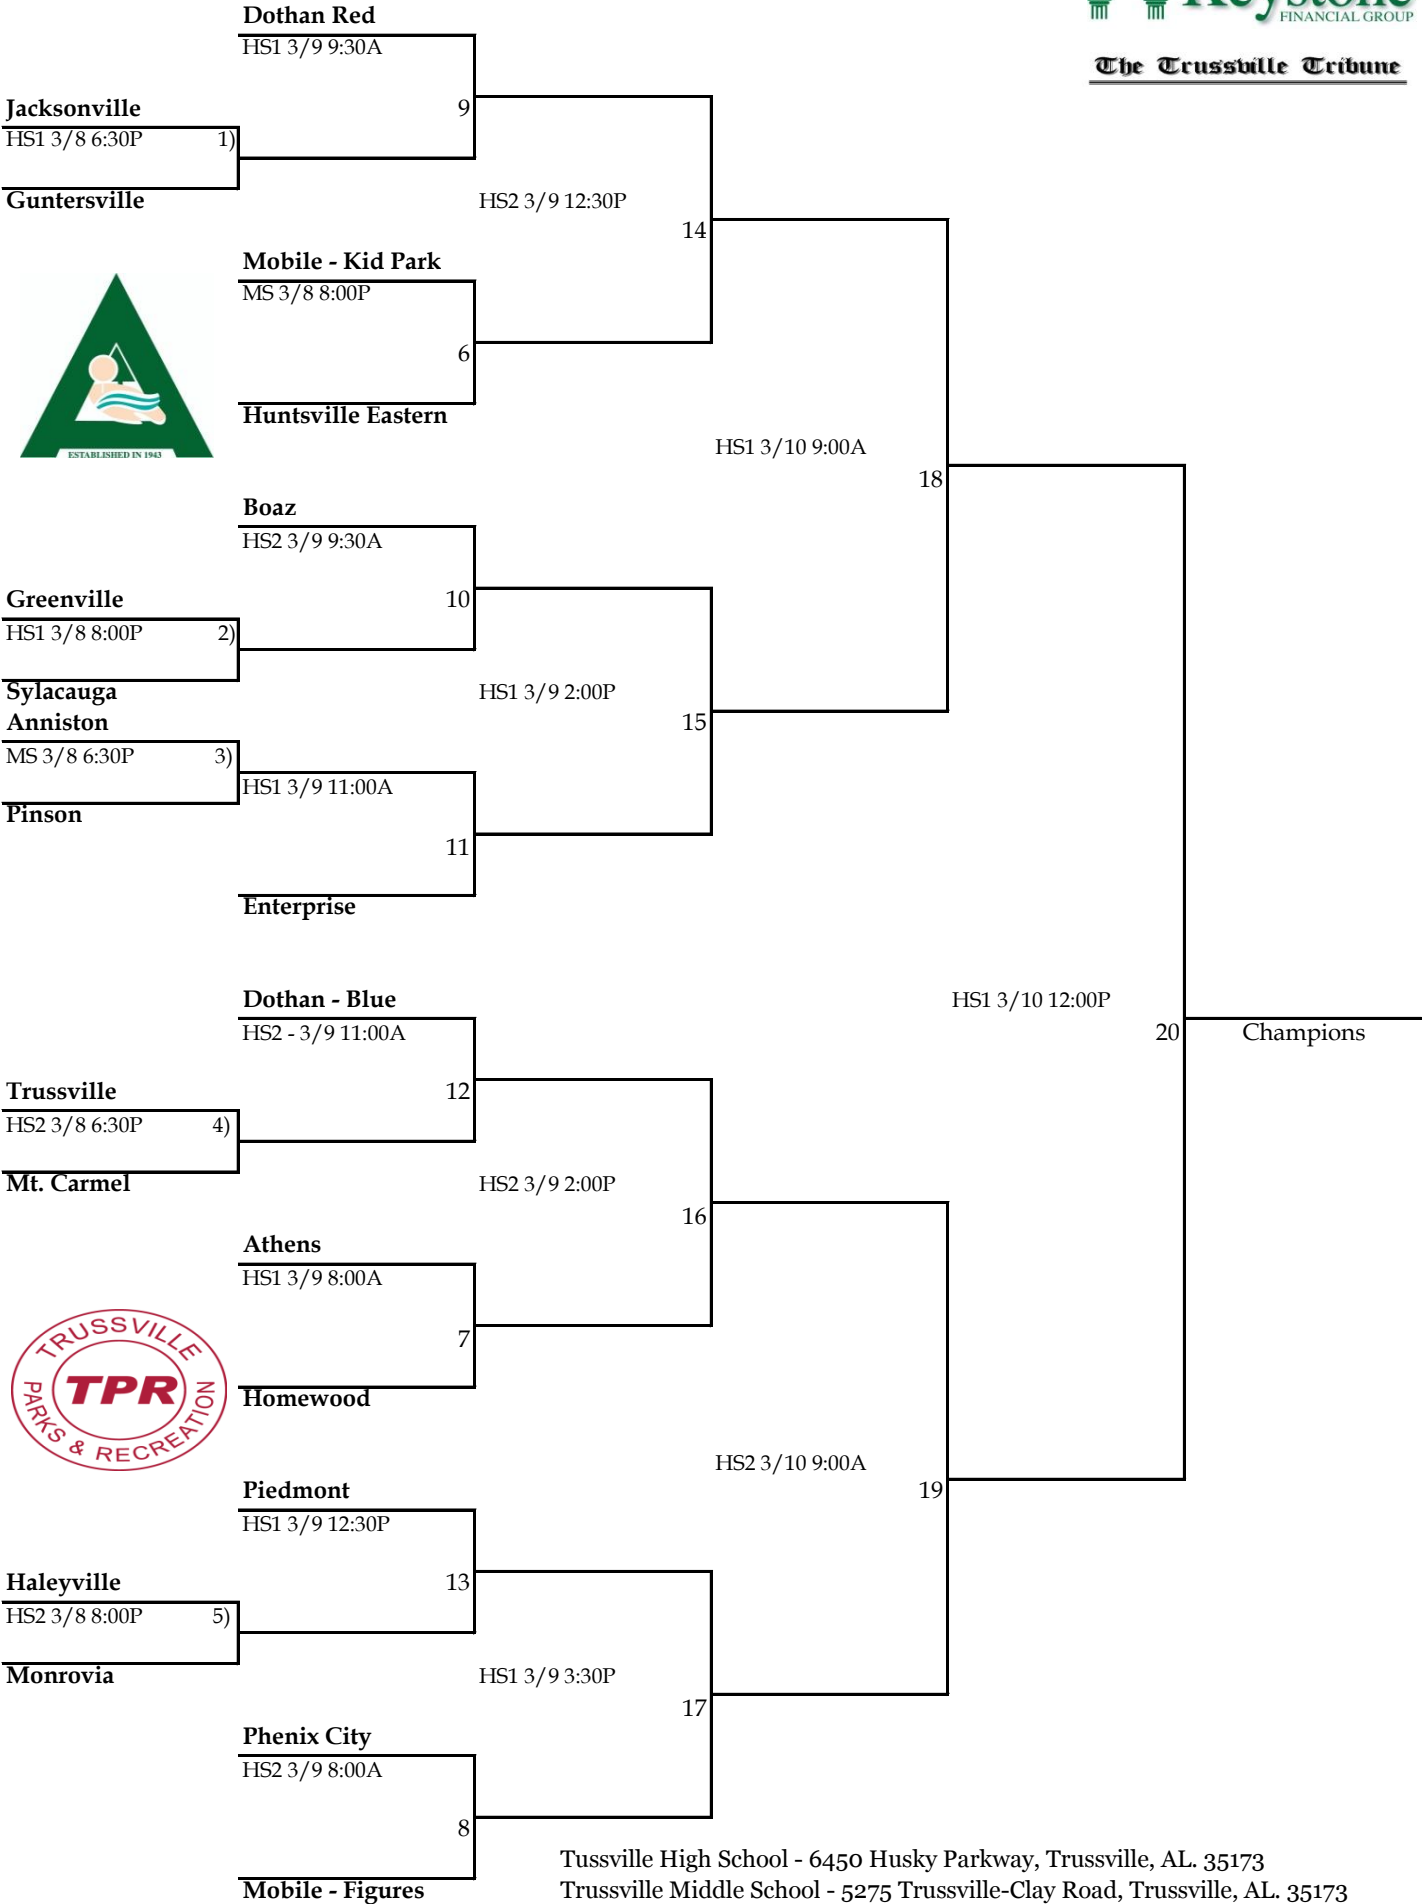 Keystone
FINANCIAL GROUP
The Trussville Tribune
Dothan Red
HS1 3/9 9:30A
9
Jacksonville
HS1 3/8 6:30P 1)
Guntersville
HS2 3/9 12:30P
14
Mobile - Kid Park
MS 3/8 8:00P
6
Huntsville Eastern
ESTABLISHED IN 1943
HS1 3/10 9:00A
18
Boaz
HS2 3/9 9:30A
10
Greenville
HS1 3/8 8:00P 2)
Sylacauga
HS1 3/9 2:00P
15
Anniston
MS 3/8 6:30P 3)
Pinson
HS1 3/9 11:00A
11
Enterprise
HS1 3/10 12:00P
20 Champions
Dothan - Blue
HS2 - 3/9 11:00A
12
Trussville
HS2 3/8 6:30P 4)
Mt. Carmel
HS2 3/9 2:00P
16
Athens
HS1 3/9 8:00A
7
Homewood
TRUSSVILLE
TPR
PARKS & RECREATION
HS2 3/10 9:00A
19
Piedmont
HS1 3/9 12:30P
13
Haleyville
HS2 3/8 8:00P 5)
Monrovia
HS1 3/9 3:30P
17
Phenix City
HS2 3/9 8:00A
8
Mobile - Figures
Tussville High School - 6450 Husky Parkway, Trussville, AL. 35173
Trussville Middle School - 5275 Trussville-Clay Road, Trussville, AL. 35173